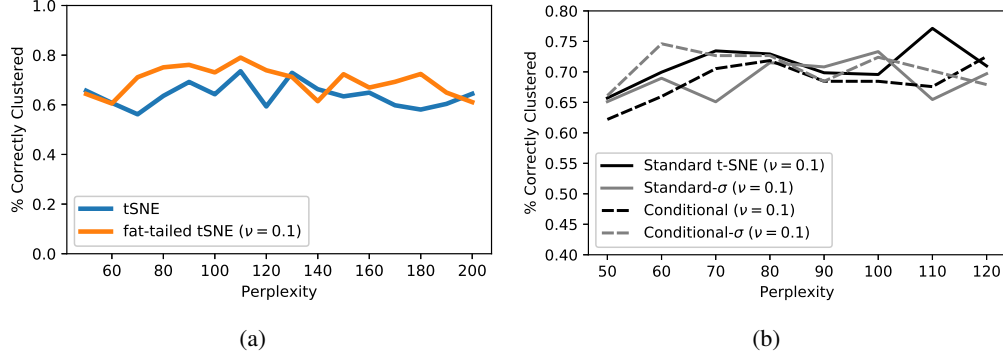 1.0
0.8
0.6
0.4
0.2
0.0
% Correctly Clustered
tSNE
fat-tailed tSNE (ν = 0.1)
60 80 100 120 140 160 180 200
Perplexity
(a)
0.80
0.75
0.70
0.65
0.60
0.55
0.50
0.45
0.40
% Correctly Clustered
Standard t-SNE (ν = 0.1)
Standard-σ (ν = 0.1)
Conditional (ν = 0.1)
Conditional-σ (ν = 0.1)
50 60 70 80 90 100 110 120
Perplexity
(b)